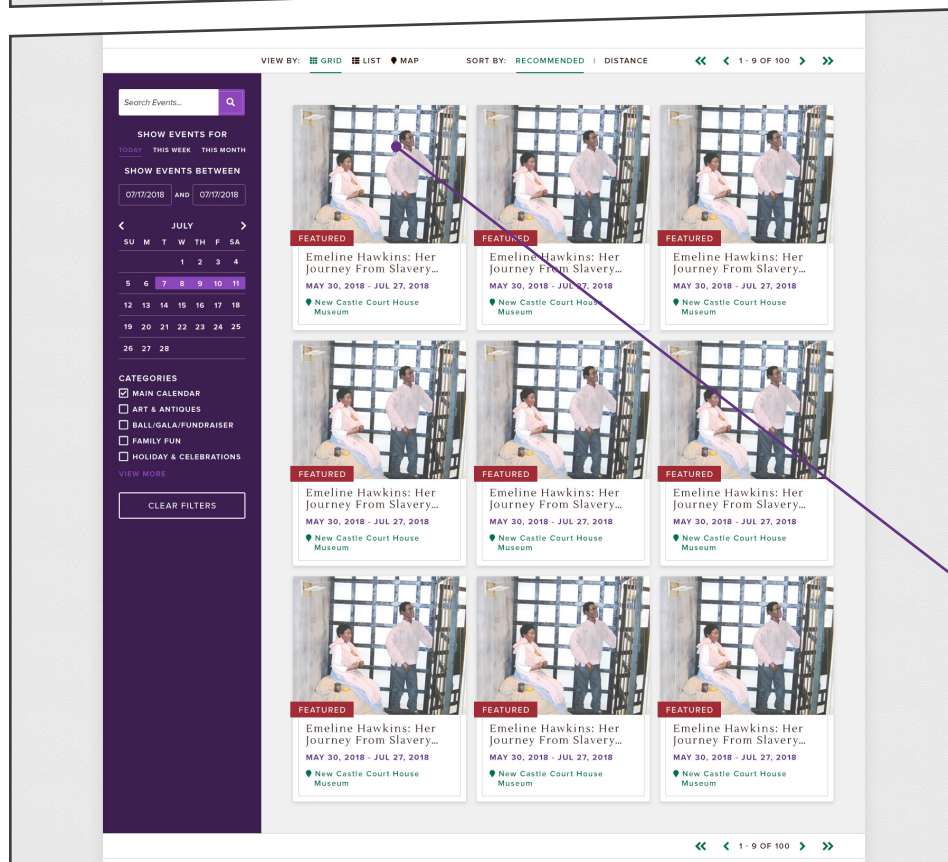 VIEW BY: GRID LIST MAP SORT BY: RECOMMENDED | DISTANCE 1 - 9 OF 100
Search Events...
SHOW EVENTS FOR
TODAY THIS WEEK THIS MONTH
SHOW EVENTS BETWEEN
07/17/2018 AND 07/17/2018
JULY
SU M T W TH F SA
1 2 3 4
5 6 7 8 9 10 11
12 13 14 15 16 17 18
19 20 21 22 23 24 25
26 27 28
CATEGORIES
MAIN CALENDAR
ART & ANTIQUES
BALL/GALA/FUNDRAISER
FAMILY FUN
HOLIDAY & CELEBRATIONS
VIEW MORE
CLEAR FILTERS
FEATURED
Emeline Hawkins: Her
Journey From Slavery...
MAY 30, 2018 - JUL 27, 2018
New Castle Court House
Museum
FEATURED
Emeline Hawkins: Her
Journey From Slavery...
MAY 30, 2018 - JUL 27, 2018
New Castle Court House
Museum
FEATURED
Emeline Hawkins: Her
Journey From Slavery...
MAY 30, 2018 - JUL 27, 2018
New Castle Court House
Museum
FEATURED
Emeline Hawkins: Her
Journey From Slavery...
MAY 30, 2018 - JUL 27, 2018
New Castle Court House
Museum
FEATURED
Emeline Hawkins: Her
Journey From Slavery...
MAY 30, 2018 - JUL 27, 2018
New Castle Court House
Museum
FEATURED
Emeline Hawkins: Her
Journey From Slavery...
MAY 30, 2018 - JUL 27, 2018
New Castle Court House
Museum
FEATURED
Emeline Hawkins: Her
Journey From Slavery...
MAY 30, 2018 - JUL 27, 2018
New Castle Court House
Museum
FEATURED
Emeline Hawkins: Her
Journey From Slavery...
MAY 30, 2018 - JUL 27, 2018
New Castle Court House
Museum
FEATURED
Emeline Hawkins: Her
Journey From Slavery...
MAY 30, 2018 - JUL 27, 2018
New Castle Court House
Museum
1 - 9 OF 100